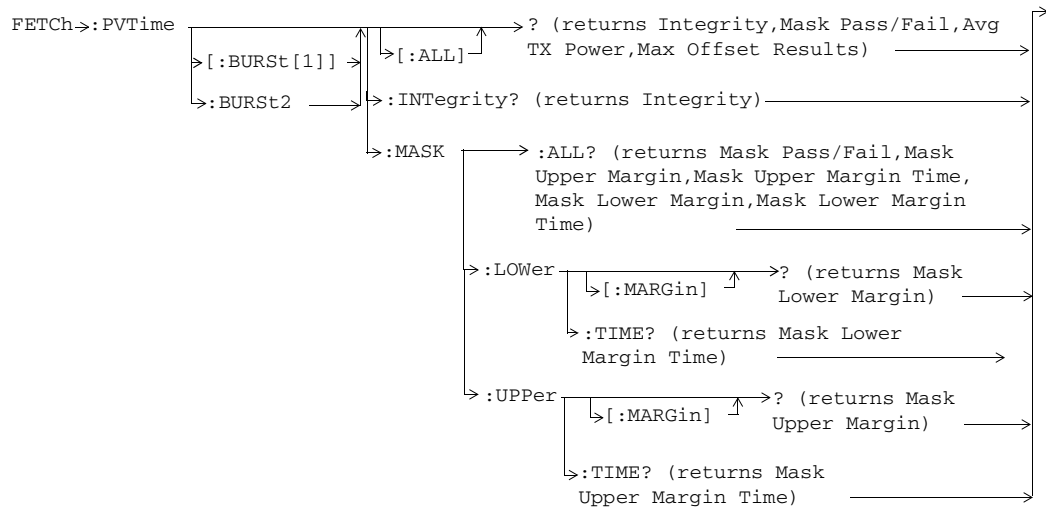 FETCh :PVTime ? (returns Integrity,Mask Pass/Fail,Avg
TX Power,Max Offset Results)
[:BURSt[1]] [:ALL]
:BURSt2 :INTegrity? (returns Integrity)
:MASK :ALL? (returns Mask Pass/Fail,Mask
Upper Margin,Mask Upper Margin Time,
Mask Lower Margin,Mask Lower Margin
Time)
:LOWer ? (returns Mask
[:MARGin] Lower Margin)
:TIME? (returns Mask Lower
Margin Time)
:UPPer ? (returns Mask
[:MARGin] Upper Margin)
:TIME? (returns Mask
Upper Margin Time)